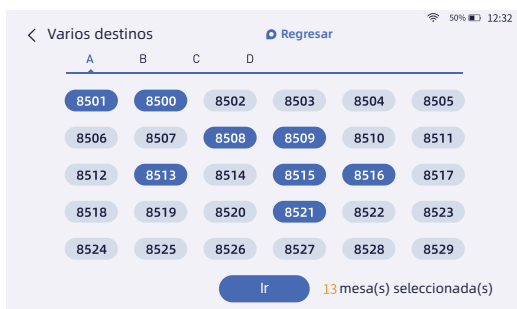 50% 12:32
Varios destinos Regresar
A B C D
8501 8500 8502 8503 8504 8505
8506 8507 8508 8509 8510 8511
8512 8513 8514 8515 8516 8517
8518 8519 8520 8521 8522 8523
8524 8525 8526 8527 8528 8529
Ir 13 mesa(s) seleccionada(s)